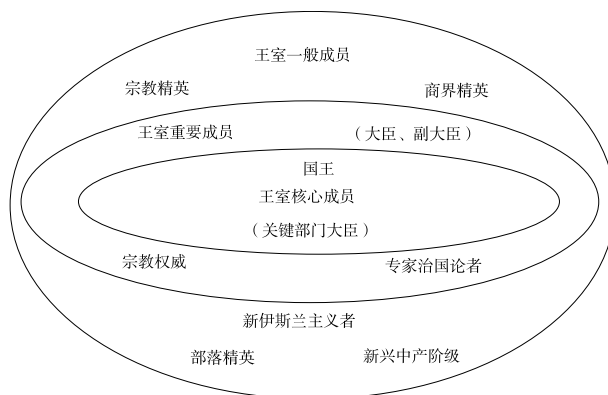 王室一般成员
宗教精英
商界精英
王室重要成员
（大臣、副大臣）
国王
王室核心成员
（关键部门大臣）
宗教权威
专家治国论者
新伊斯兰主义者
部落精英
新兴中产阶级